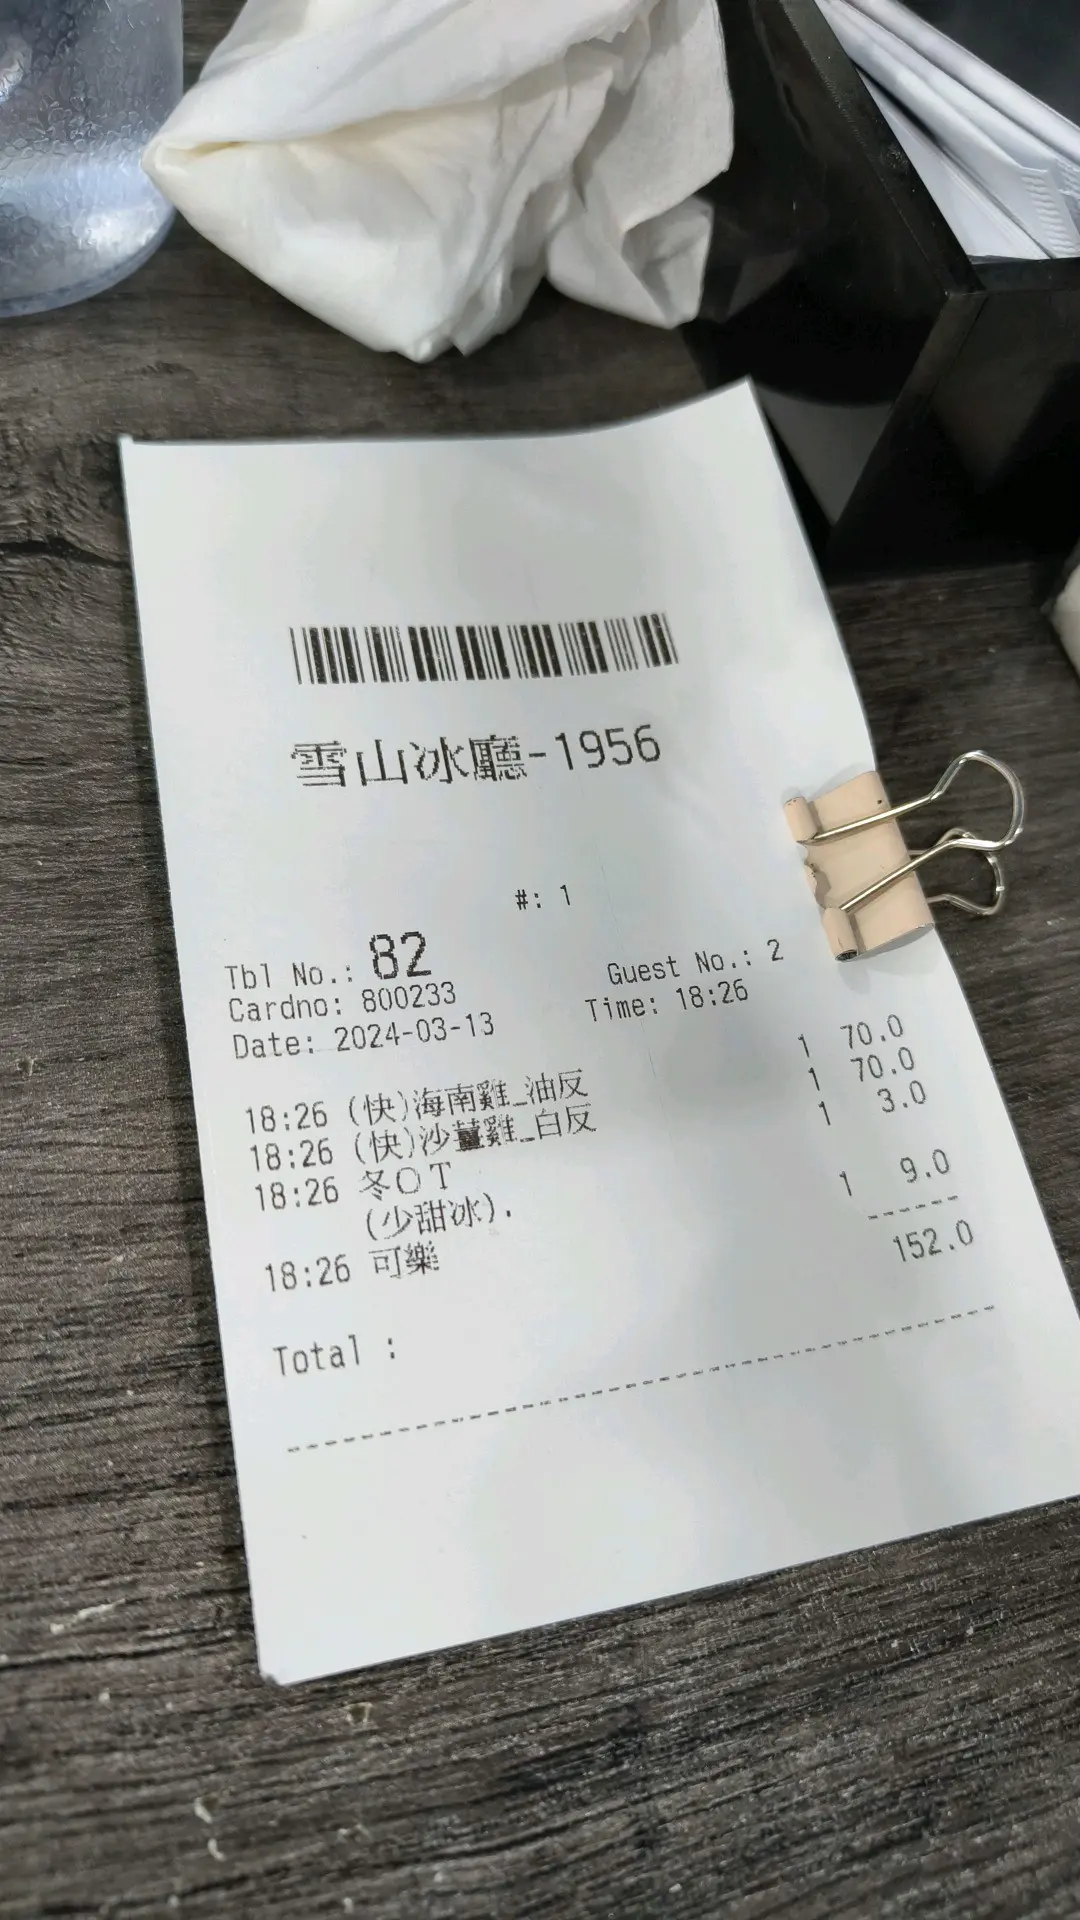 雪山冰廳-1956
#: 1
Tbl No.: 82 Guest No.: 2
Cardno: 800233 Time: 18:26
Date: 2024-03-13
18:26 (快)海南雞_油反 1 70.0
18:26 (快)沙薑雞_白反 1 70.0
18:26 冬OT 1 3.0
(少甜冰).
18:26 可樂 1 9.0
------
Total : 152.0